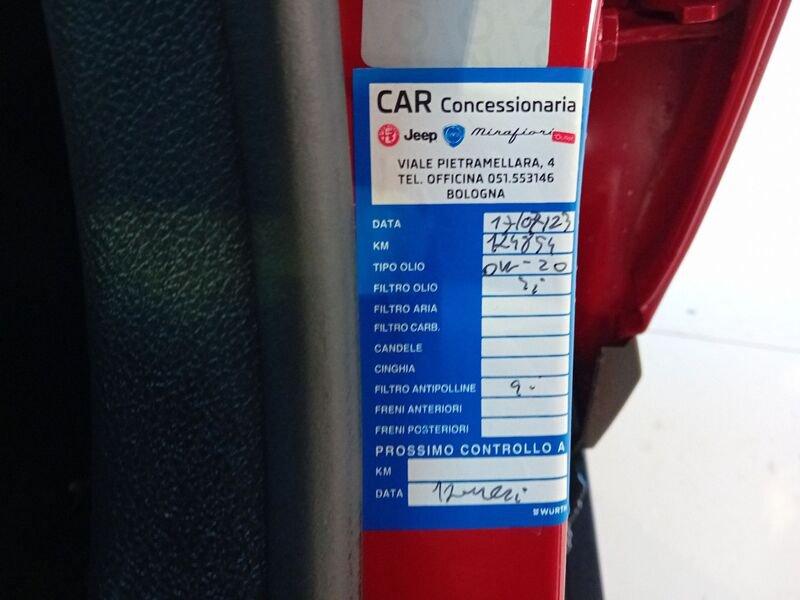 CAR Concessionaria
Jeep Mirafiori OUTLET
VIALE PIETRAMELLARA, 4
TEL. OFFICINA 051.553146
BOLOGNA
DATA
KM
TIPO OLIO 0W-20
FILTRO OLIO
FILTRO ARIA
FILTRO CARB.
CANDELE
CINGHIA
FILTRO ANTIPOLLINE
FRENI ANTERIORI
FRENI POSTERIORI
PROSSIMO CONTROLLO A
KM
DATA 12 mesi
WÜRTH